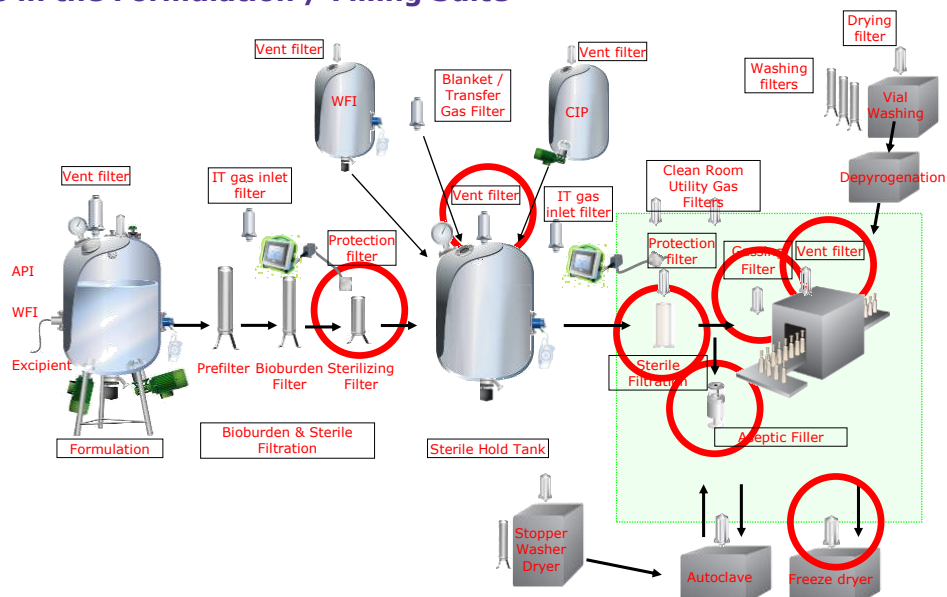 Vent filter
WFI
Blanket /
Transfer
Gas Filter
Vent filter
CIP
Drying
filter
Washing
filters
Vial
Washing
Depyrogenation
Vent filter
IT gas inlet
filter
Protection
filter
Vent filter
IT gas
inlet filter
Clean Room
Utility Gas
Filters
Protection
filter
Gassing
Filter
Vent filter
API
WFI
Excipient
Prefilter
Bioburden
Filter
Sterilizing
Filter
Sterile
Filtration
Formulation
Bioburden & Sterile
Filtration
Sterile Hold Tank
Aseptic Filler
Stopper
Washer
Dryer
Autoclave
Freeze dryer